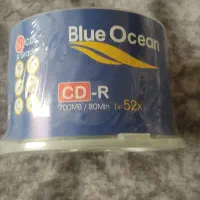 Blue Ocean
CD-R
700MB / 80Min 1x-52x